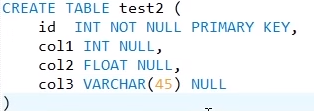 CREATE TABLE test2 (
    id  INT NOT NULL PRIMARY KEY,
    col1 INT NULL,
    col2 FLOAT NULL,
    col3 VARCHAR(45) NULL
)